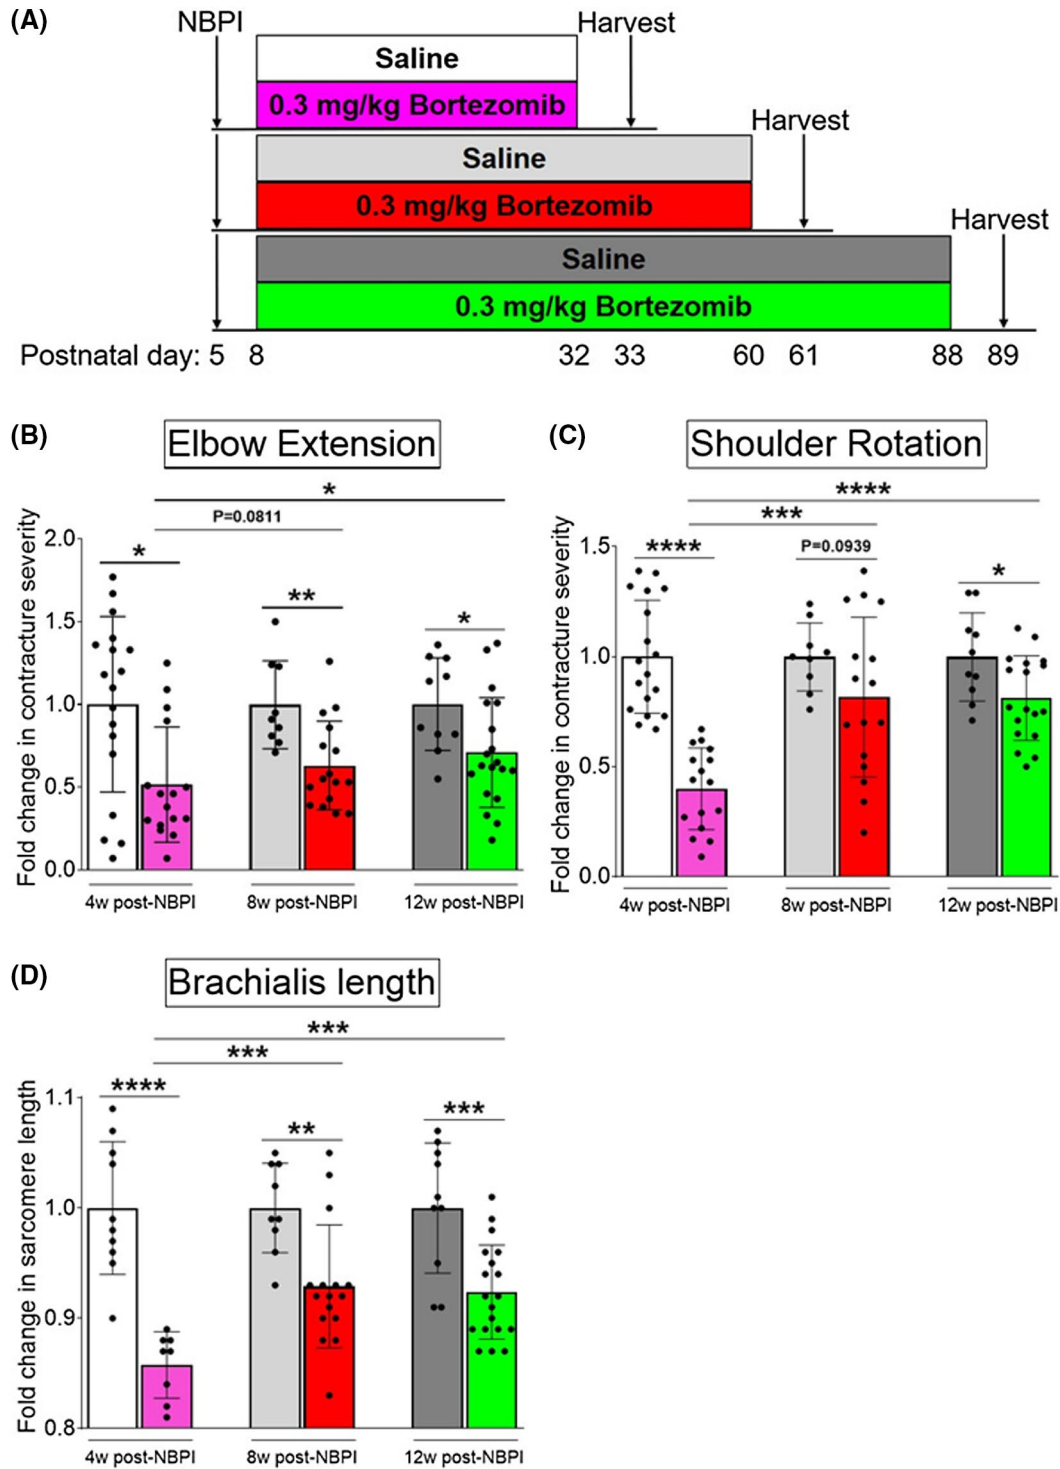 (A)
NBPI Harvest
Saline
0.3 mg/kg Bortezomib
Harvest
Saline
0.3 mg/kg Bortezomib
Harvest
Saline
0.3 mg/kg Bortezomib
Postnatal day: 5 8 32 33 60 61 88 89
(B)
Elbow Extension
Fold change in contracture severity
*
P=0.0811
*
**
*
2.0
1.5
1.0
0.5
0.0
4w post-NBPI 8w post-NBPI 12w post-NBPI
(C)
Shoulder Rotation
Fold change in contracture severity
****
***
****
P=0.0939
*
1.5
1.0
0.5
0.0
4w post-NBPI 8w post-NBPI 12w post-NBPI
(D)
Brachialis length
Fold change in sarcomere length
***
***
****
**
***
1.1
1.0
0.9
0.8
4w post-NBPI 8w post-NBPI 12w post-NBPI